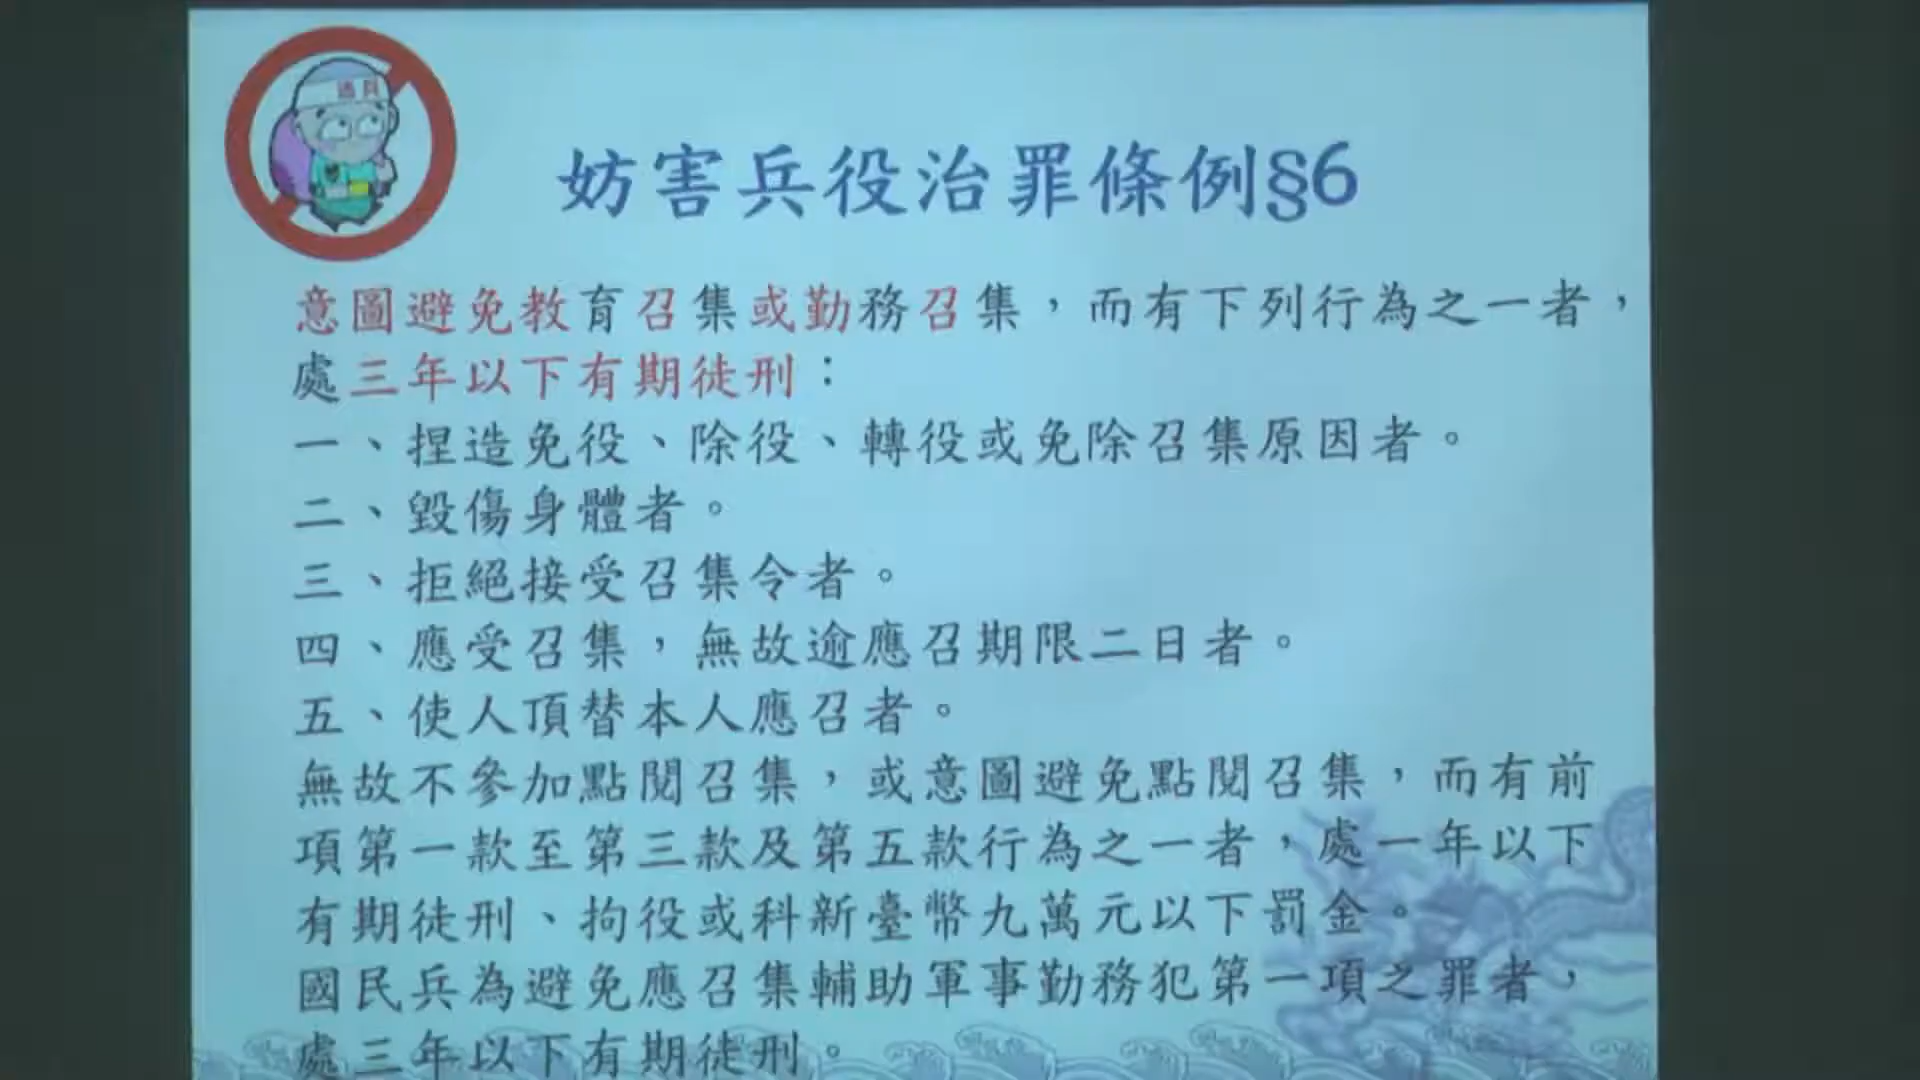 逃兵
妨害兵役治罪條例§6
意圖避免教育召集或勤務召集，而有下列行為之一者，
處三年以下有期徒刑：
一、捏造免役、除役、轉役或免除召集原因者。
二、毀傷身體者。
三、拒絕接受召集令者。
四、應受召集，無故逾應召期限二日者。
五、使人頂替本人應召者。
無故不參加點閱召集，或意圖避免點閱召集，而有前
項第一款至第三款及第五款行為之一者，處一年以下
有期徒刑、拘役或科新臺幣九萬元以下罰金。
國民兵為避免應召集輔助軍事勤務犯第一項之罪者，
處三年以下有期徒刑。